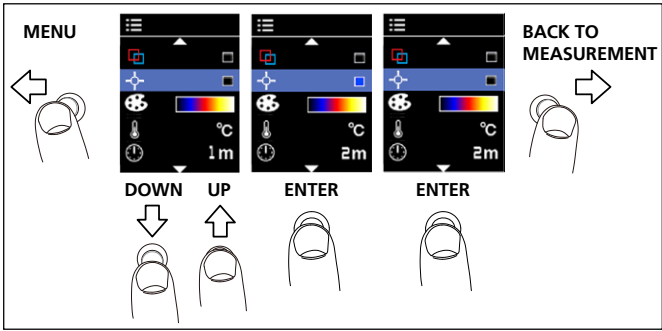 MENU
BACK TO
MEASUREMENT
°C
1m
°C
2m
°C
2m
DOWN UP ENTER ENTER